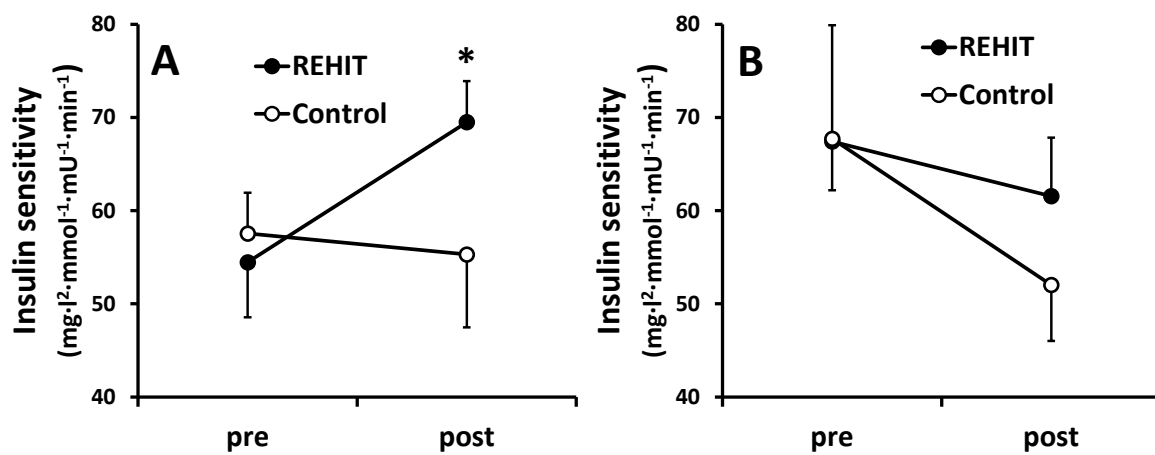 A
REHIT
Control
*
Insulin sensitivity
(mg·l²·mmol⁻¹·mU⁻¹·min⁻¹)
80
70
60
50
40
pre
post
B
REHIT
Control
Insulin sensitivity
(mg·l²·mmol⁻¹·mU⁻¹·min⁻¹)
80
70
60
50
40
pre
post